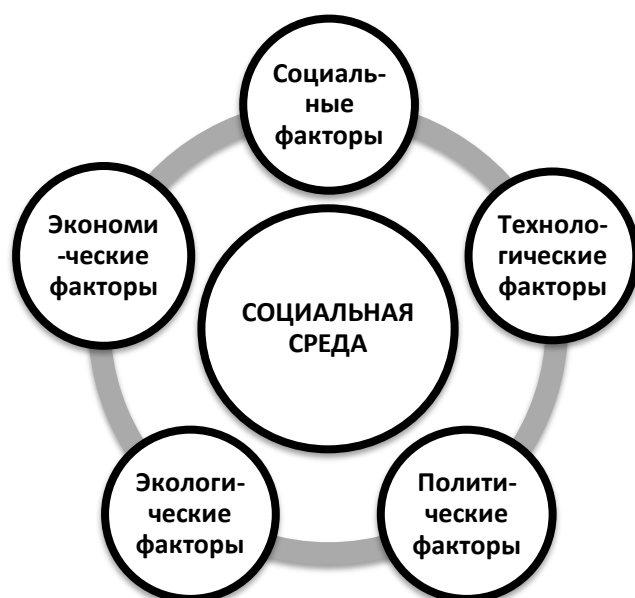 Социаль-
ные
факторы
Экономи
-ческие
факторы
Техноло-
гические
факторы
СОЦИАЛЬНАЯ
СРЕДА
Экологи-
ческие
факторы
Полити-
ческие
факторы